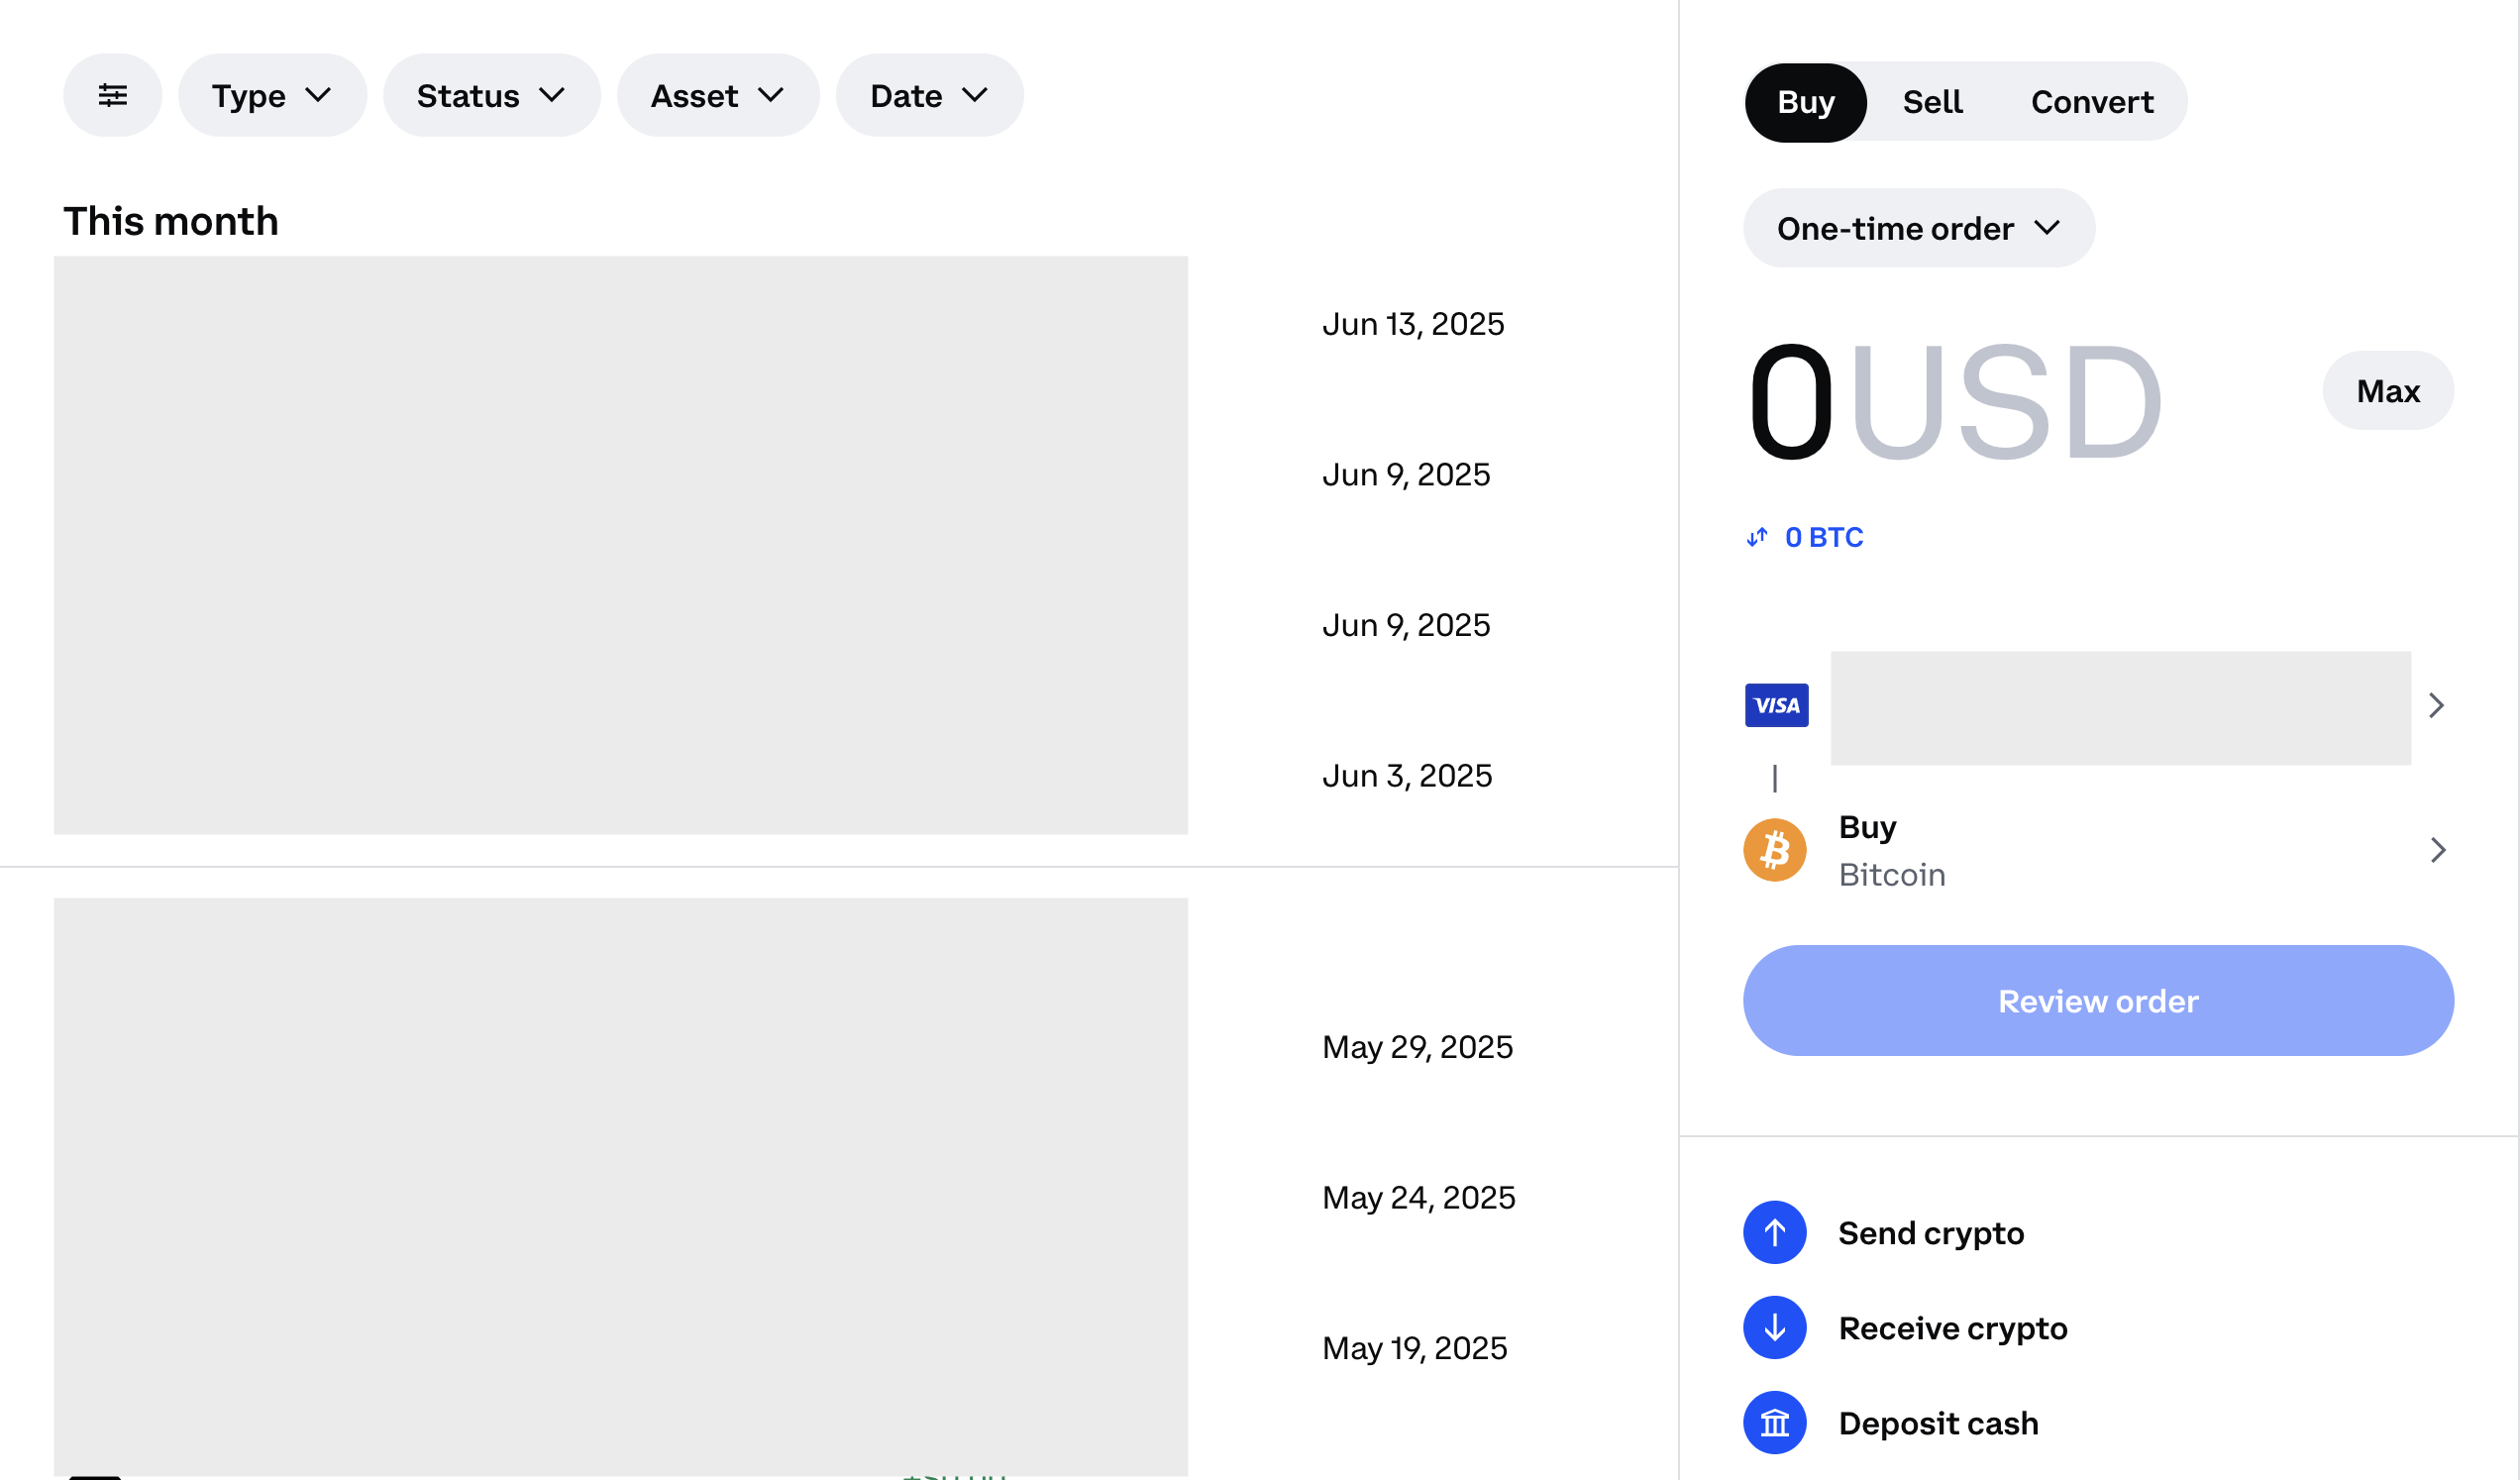 Type
Status
Asset
Date
This month
Jun 13, 2025
Jun 9, 2025
Jun 9, 2025
Jun 3, 2025
May 29, 2025
May 24, 2025
May 19, 2025
Buy
Sell
Convert
One-time order
0USD
Max
0 BTC
VISA
Buy
Bitcoin
Review order
Send crypto
Receive crypto
Deposit cash